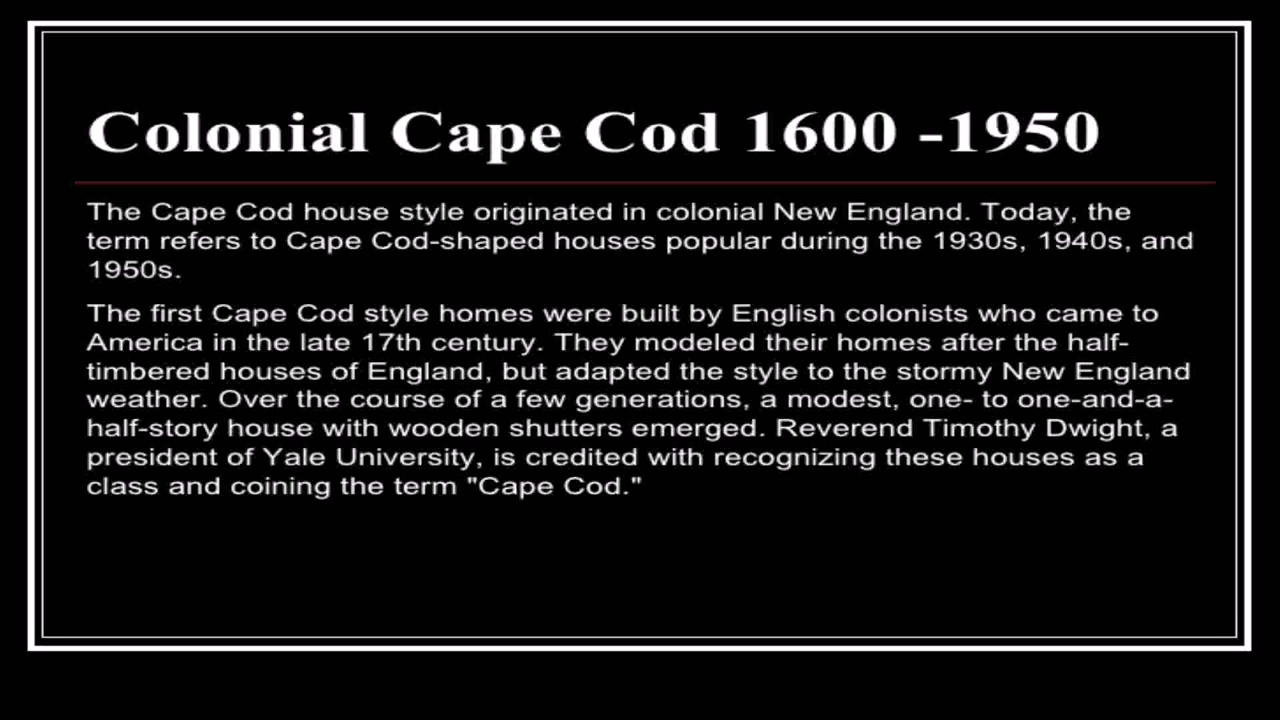 Colonial Cape Cod 1600 -1950
The Cape Cod house style originated in colonial New England. Today, the
term refers to Cape Cod-shaped houses popular during the 1930s, 1940s, and
1950s.
The first Cape Cod style homes were built by English colonists who came to
America in the late 17th century. They modeled their homes after the half-
timbered houses of England, but adapted the style to the stormy New England
weather. Over the course of a few generations, a modest, one- to one-and-a-
half-story house with wooden shutters emerged. Reverend Timothy Dwight, a
president of Yale University, is credited with recognizing these houses as a
class and coining the term "Cape Cod."